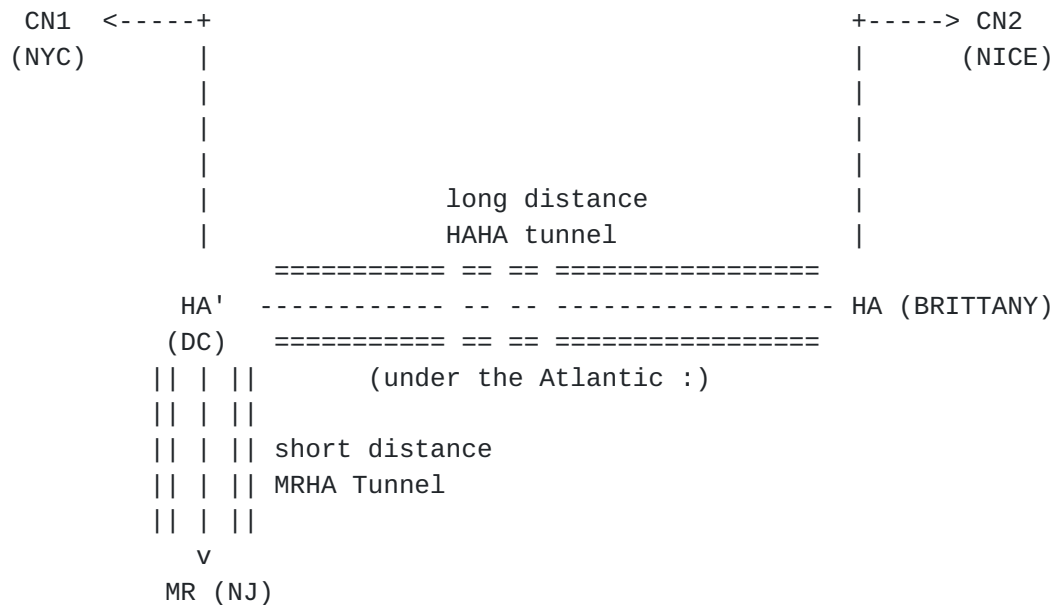 CN1  <-----+                                         +-----> CN2
(NYC)       |                                         |      (NICE)
            |                                         |
            |                                         |
            |                                         |
            |               long distance             |
            |               HAHA tunnel               |
                 =========== == == =================
           HA'  ------------ -- -- ------------------ HA (BRITTANY)
          (DC)   =========== == == =================
         || | ||       (under the Atlantic :)
         || | ||
         || | || short distance
         || | || MRHA Tunnel
         || | ||
            v
          MR (NJ)